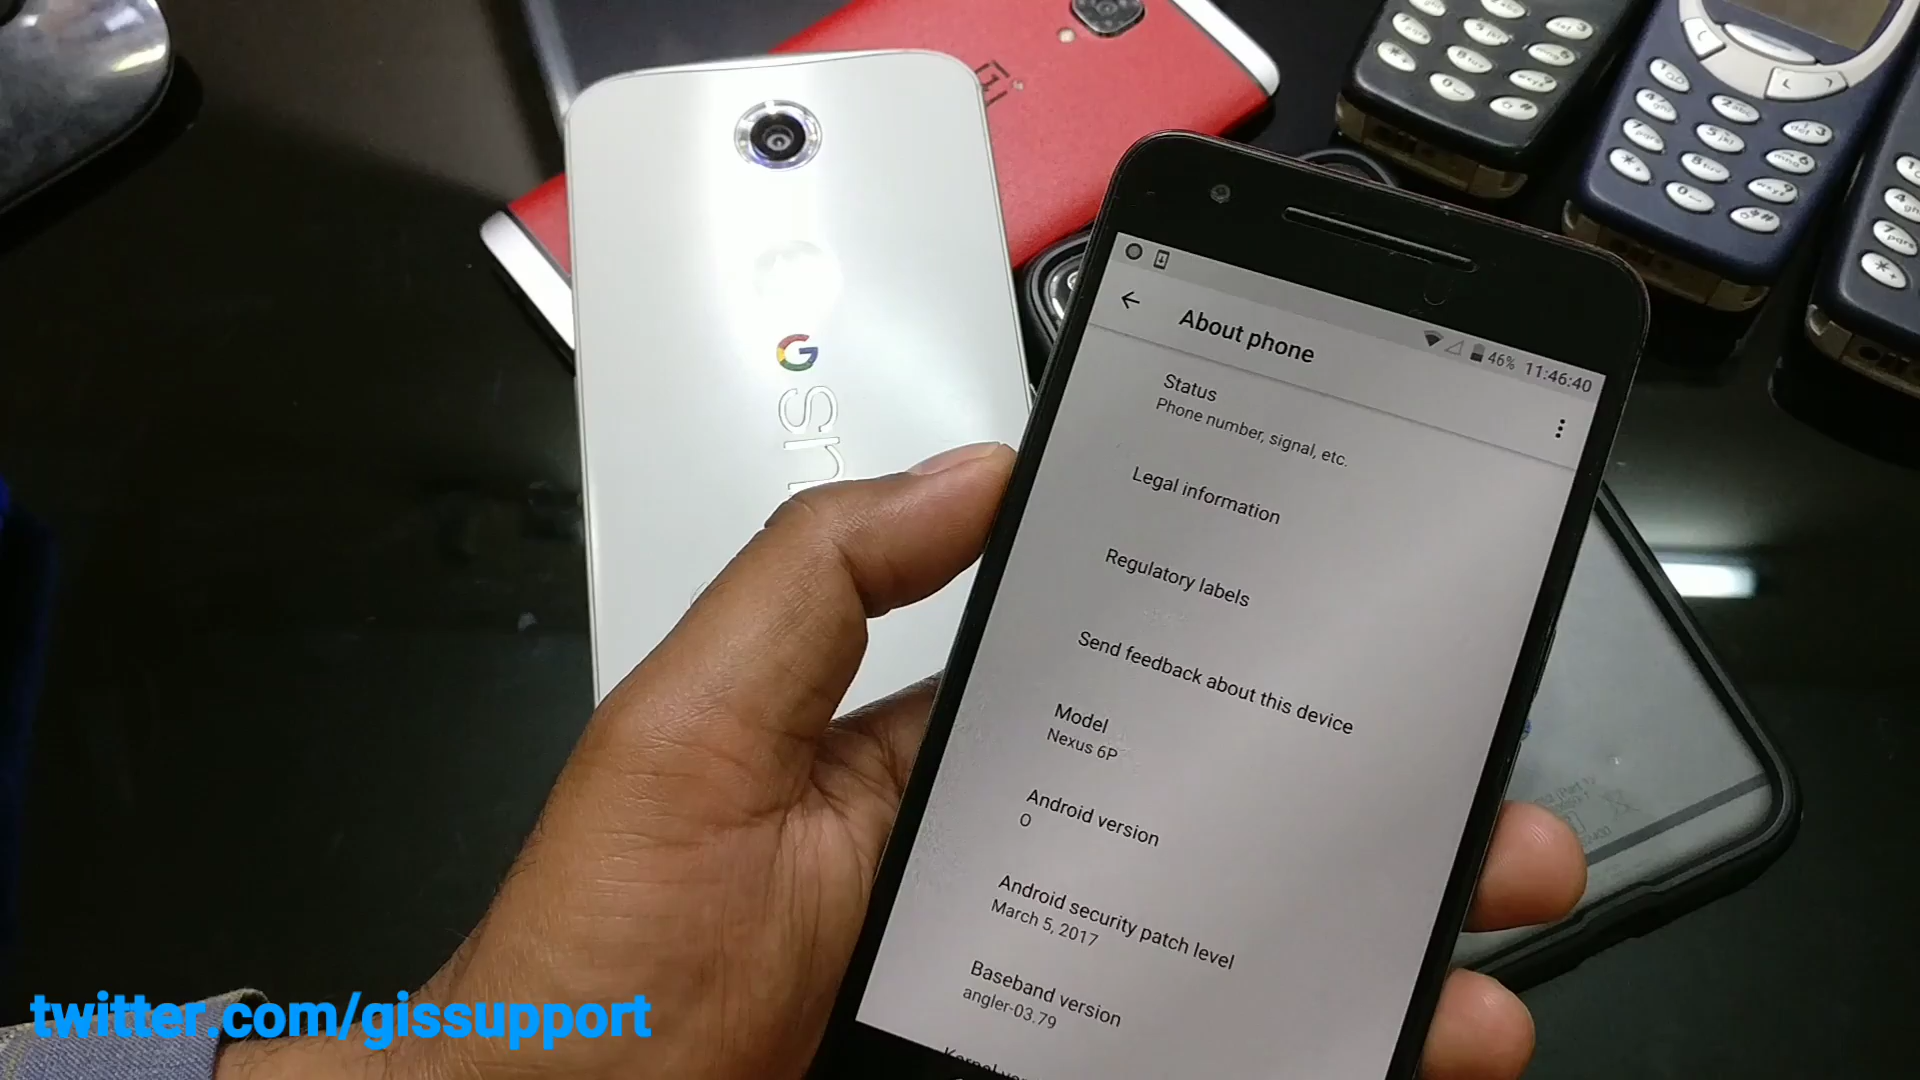 46% 11:46:40
About phone
Status
Phone number, signal, etc.
Legal information
Regulatory labels
Send feedback about this device
Model
Nexus 6P
Android version
O
Android security patch level
March 5, 2017
Baseband version
angler-03.79
G
twitter.com/gissupport